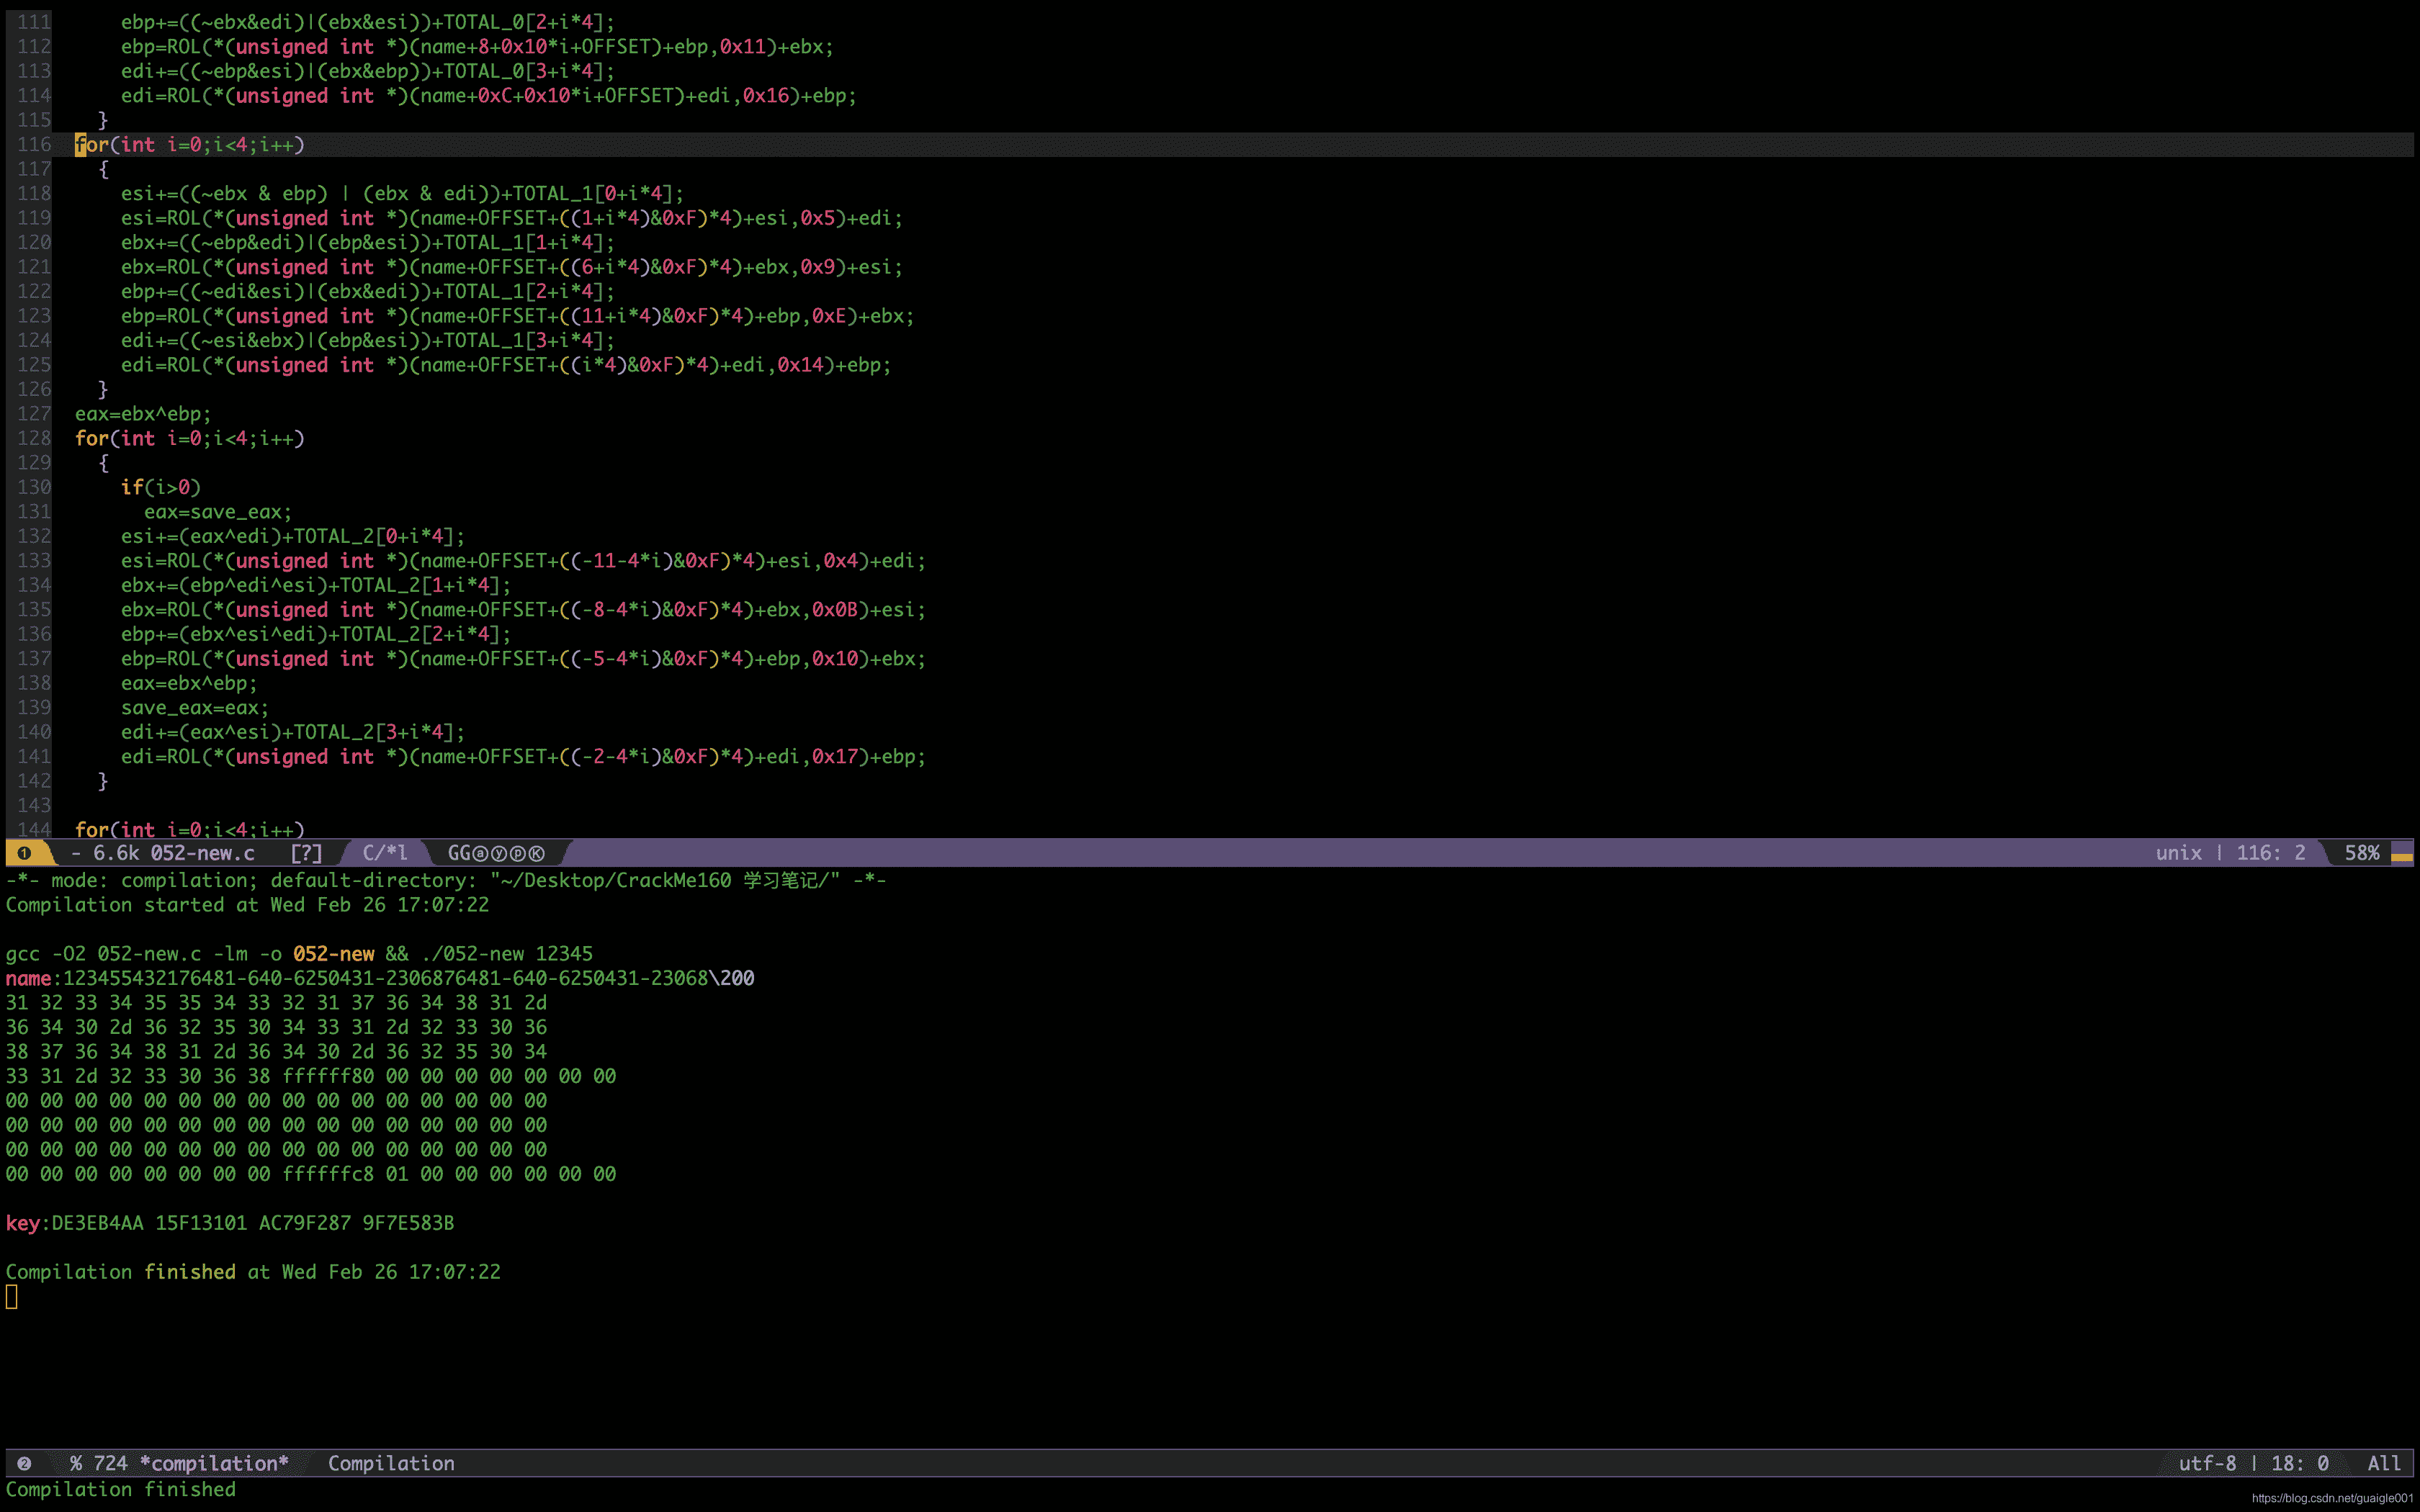 111      ebp+=((~ebx&edi)|(ebx&esi))+TOTAL_0[2+i*4];
112      ebp=ROL(*(unsigned int *)(name+8+0x10*i+OFFSET)+ebp,0x11)+ebx;
113      edi+=((~ebp&esi)|(ebx&ebp))+TOTAL_0[3+i*4];
114      edi=ROL(*(unsigned int *)(name+0xC+0x10*i+OFFSET)+edi,0x16)+ebp;
115    }
116  for(int i=0;i<4;i++)
117    {
118      esi+=((~ebx & ebp) | (ebx & edi))+TOTAL_1[0+i*4];
119      esi=ROL(*(unsigned int *)(name+OFFSET+((1+i*4)&0xF)*4)+esi,0x5)+edi;
120      ebx+=((~ebp&edi)|(ebp&esi))+TOTAL_1[1+i*4];
121      ebx=ROL(*(unsigned int *)(name+OFFSET+((6+i*4)&0xF)*4)+ebx,0x9)+esi;
122      ebp+=((~edi&esi)|(ebx&edi))+TOTAL_1[2+i*4];
123      ebp=ROL(*(unsigned int *)(name+OFFSET+((11+i*4)&0xF)*4)+ebp,0xE)+ebx;
124      edi+=((~esi&ebx)|(ebp&esi))+TOTAL_1[3+i*4];
125      edi=ROL(*(unsigned int *)(name+OFFSET+((i*4)&0xF)*4)+edi,0x14)+ebp;
126    }
127  eax=ebx^ebp;
128  for(int i=0;i<4;i++)
129    {
130      if(i>0)
131        eax=save_eax;
132      esi+=(eax^edi)+TOTAL_2[0+i*4];
133      esi=ROL(*(unsigned int *)(name+OFFSET+((-11-4*i)&0xF)*4)+esi,0x4)+edi;
134      ebx+=(ebp^edi^esi)+TOTAL_2[1+i*4];
135      ebx=ROL(*(unsigned int *)(name+OFFSET+((-8-4*i)&0xF)*4)+ebx,0x0B)+esi;
136      ebp+=(ebx^esi^edi)+TOTAL_2[2+i*4];
137      ebp=ROL(*(unsigned int *)(name+OFFSET+((-5-4*i)&0xF)*4)+ebp,0x10)+ebx;
138      eax=ebx^ebp;
139      save_eax=eax;
140      edi+=(eax^esi)+TOTAL_2[3+i*4];
141      edi=ROL(*(unsigned int *)(name+OFFSET+((-2-4*i)&0xF)*4)+edi,0x17)+ebp;
142    }
143
144  for(int i=0;i<4;i++)
❶ - 6.6k 052-new.c [?] C/*l GGⓐⓨⓟⓀ unix | 116: 2 58%
-*- mode: compilation; default-directory: "~/Desktop/CrackMe160 学习笔记/" -*-
Compilation started at Wed Feb 26 17:07:22
gcc -O2 052-new.c -lm -o 052-new && ./052-new 12345
name:123455432176481-640-6250431-2306876481-640-6250431-23068\200
31 32 33 34 35 35 34 33 32 31 37 36 34 38 31 2d
36 34 30 2d 36 32 35 30 34 33 31 2d 32 33 30 36
38 37 36 34 38 31 2d 36 34 30 2d 36 32 35 30 34
33 31 2d 32 33 30 36 38 ffffff80 00 00 00 00 00 00 00
00 00 00 00 00 00 00 00 00 00 00 00 00 00 00 00
00 00 00 00 00 00 00 00 00 00 00 00 00 00 00 00
00 00 00 00 00 00 00 00 00 00 00 00 00 00 00 00
00 00 00 00 00 00 00 00 ffffffc8 01 00 00 00 00 00 00
key:DE3EB4AA 15F13101 AC79F287 9F7E583B
Compilation finished at Wed Feb 26 17:07:22
❷ % 724 *compilation* Compilation utf-8 | 18: 0 All
Compilation finished
https://blog.csdn.net/guaigle001